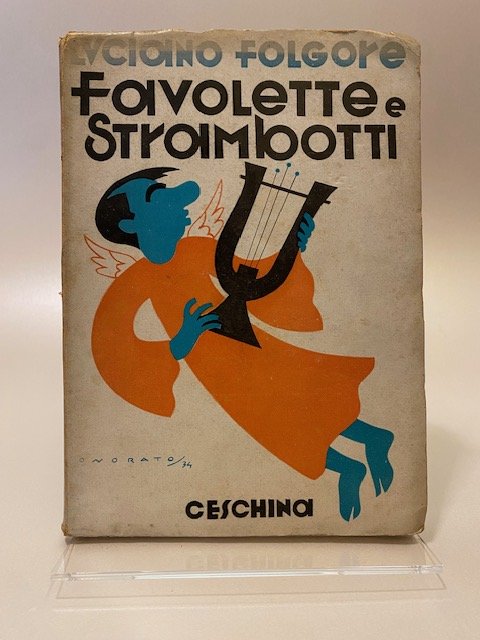 LUCIANO FOLGORE
FAVOLETTE e
STRAMBOTTI
ONORATO/34
CESCHINA